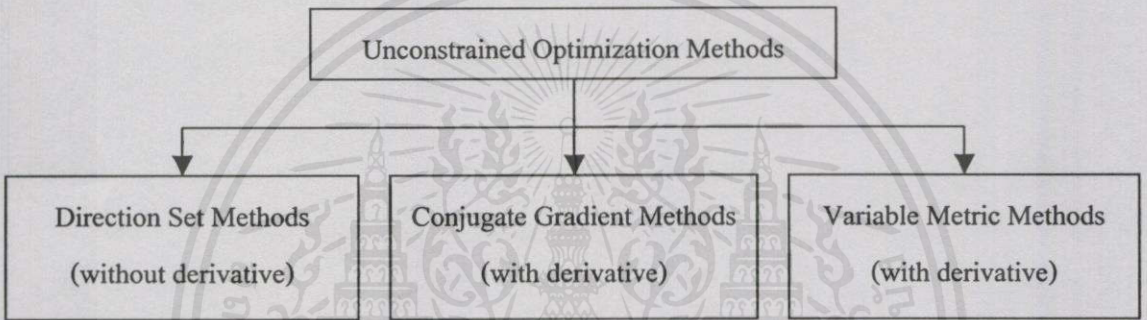 Unconstrained Optimization Methods
Direction Set Methods
(without derivative)
Conjugate Gradient Methods
(with derivative)
Variable Metric Methods
(with derivative)